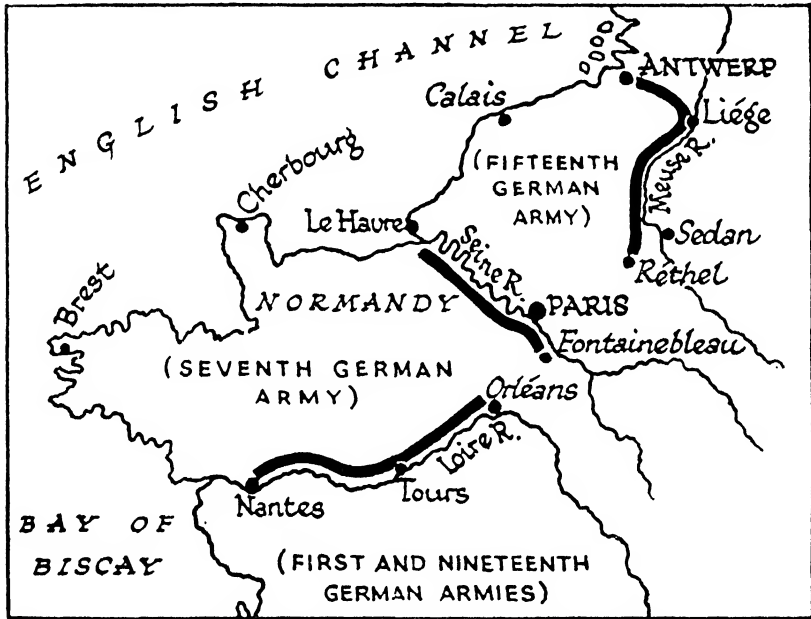 ENGLISH CHANNEL
ANTWERP
Calais
Liége
Meuse R.
(FIFTEENTH
GERMAN
ARMY)
Cherbourg
Le Havre
Seine R.
Sedan
Réthel
Brest
NORMANDY
PARIS
Fontainebleau
(SEVENTH GERMAN
ARMY)
Orléans
Loire R.
Nantes
Tours
BAY OF
BISCAY
(FIRST AND NINETEENTH
GERMAN ARMIES)